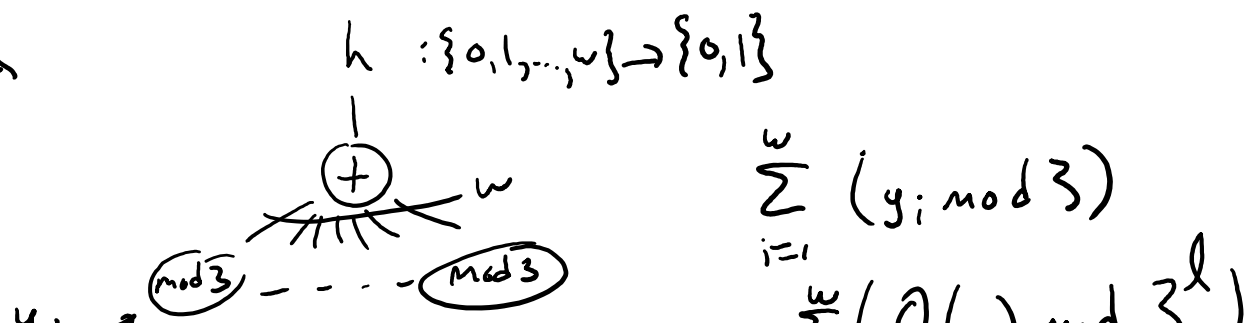 h : {0,1,...,w} → {0,1}
+
w
mod 3 - - - - mod 3
w
∑ (y_i mod 3)
i=1
w